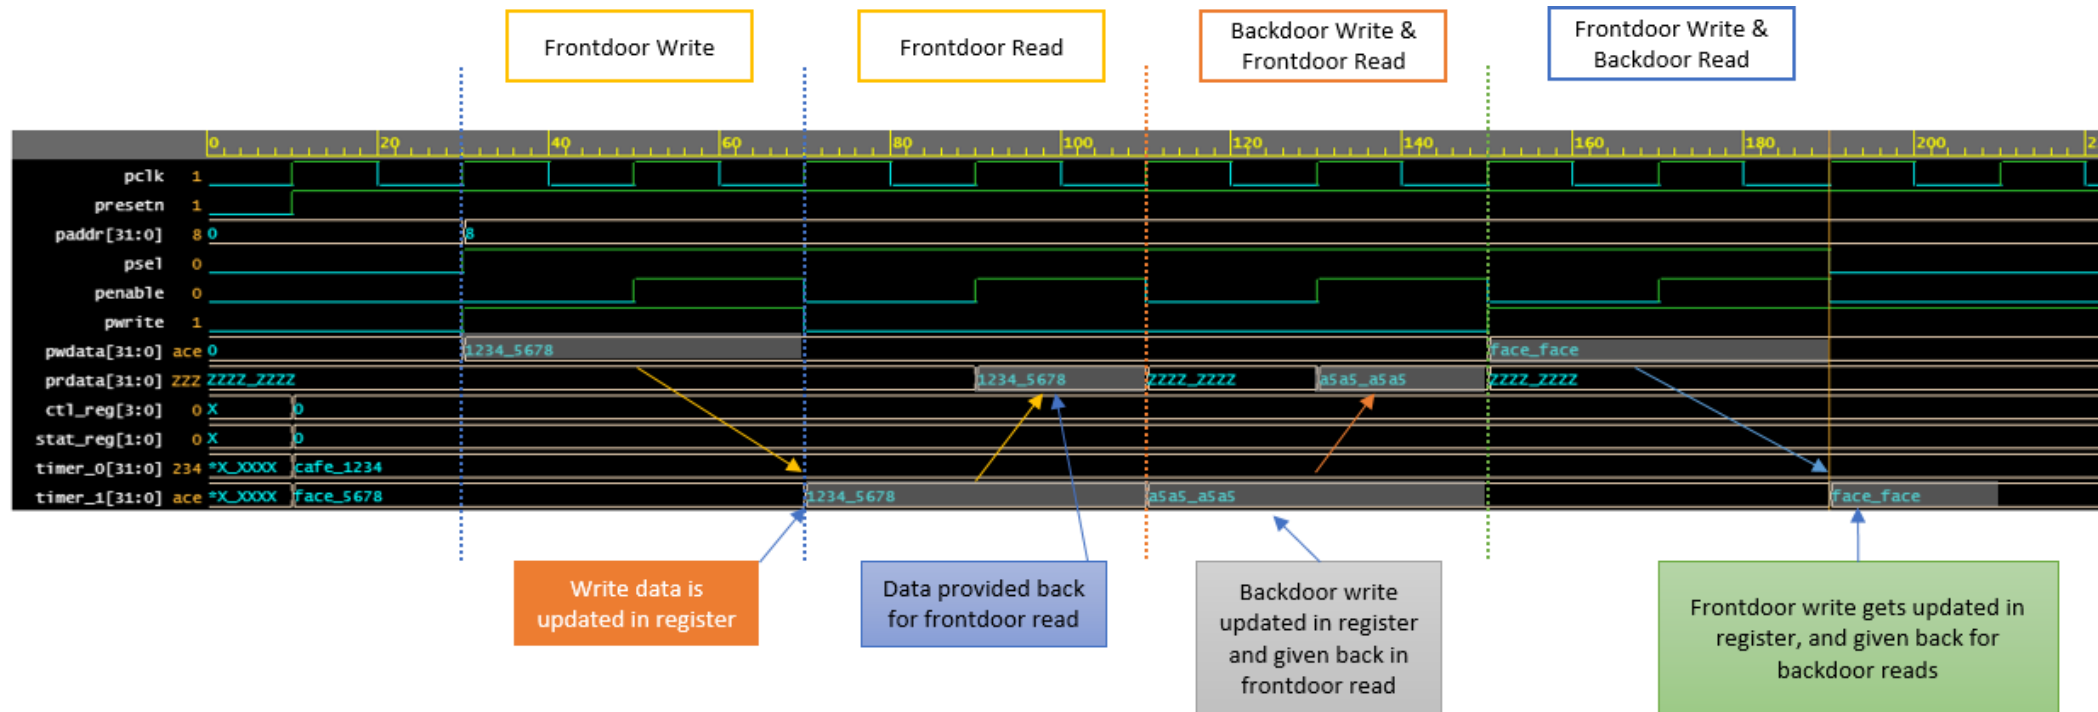 Frontdoor Write
Frontdoor Read
Backdoor Write &
Frontdoor Read
Frontdoor Write &
Backdoor Read
0 20 40 60 80 100 120 140 160 180 200 2
pclk 1
presetn 1
paddr[31:0] 8 0 8
psel 0
penable 0
pwrite 1
pwdata[31:0] ace 0 1234_5678 face_face
prdata[31:0] ZZZ ZZZZ_ZZZZ 1234_5678 ZZZZ_ZZZZ a5a5_a5a5 ZZZZ_ZZZZ
ctl_reg[3:0] 0 X 0
stat_reg[1:0] 0 X 0
timer_0[31:0] 234 *X_XXXX cafe_1234
timer_1[31:0] ace *X_XXXX face_5678 1234_5678 a5a5_a5a5 face_face
Write data is
updated in register
Data provided back
for frontdoor read
Backdoor write
updated in register
and given back in
frontdoor read
Frontdoor write gets updated in
register, and given back for
backdoor reads